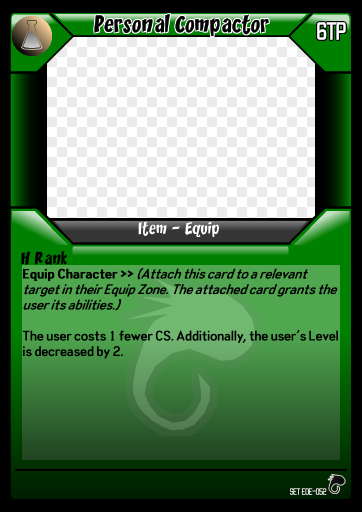 Personal Compactor
6TP
Item - Equip
H Rank
Equip Character >> (Attach this card to a relevant
target in their Equip Zone. The attached card grants the
user its abilities.)
The user costs 1 fewer CS. Additionally, the user's Level
is decreased by 2.
SET EOE-052